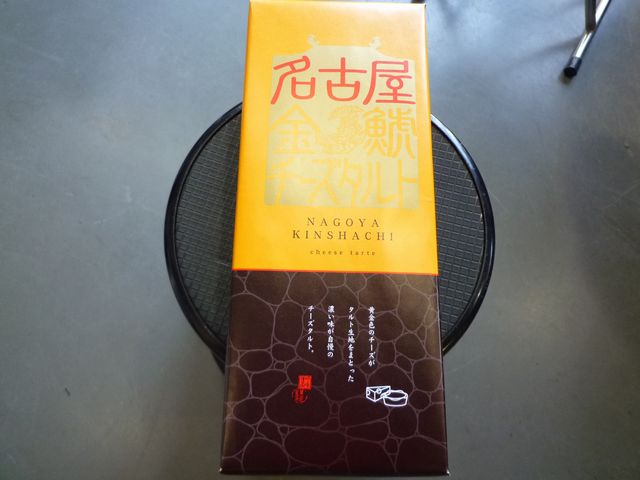 名古屋
金鯱
チーズタルト
NAGOYA
KINSHACHI
cheese tarte
黄金色のチーズが
タルト生地をまとった
濃い味が自慢の
チーズタルト。